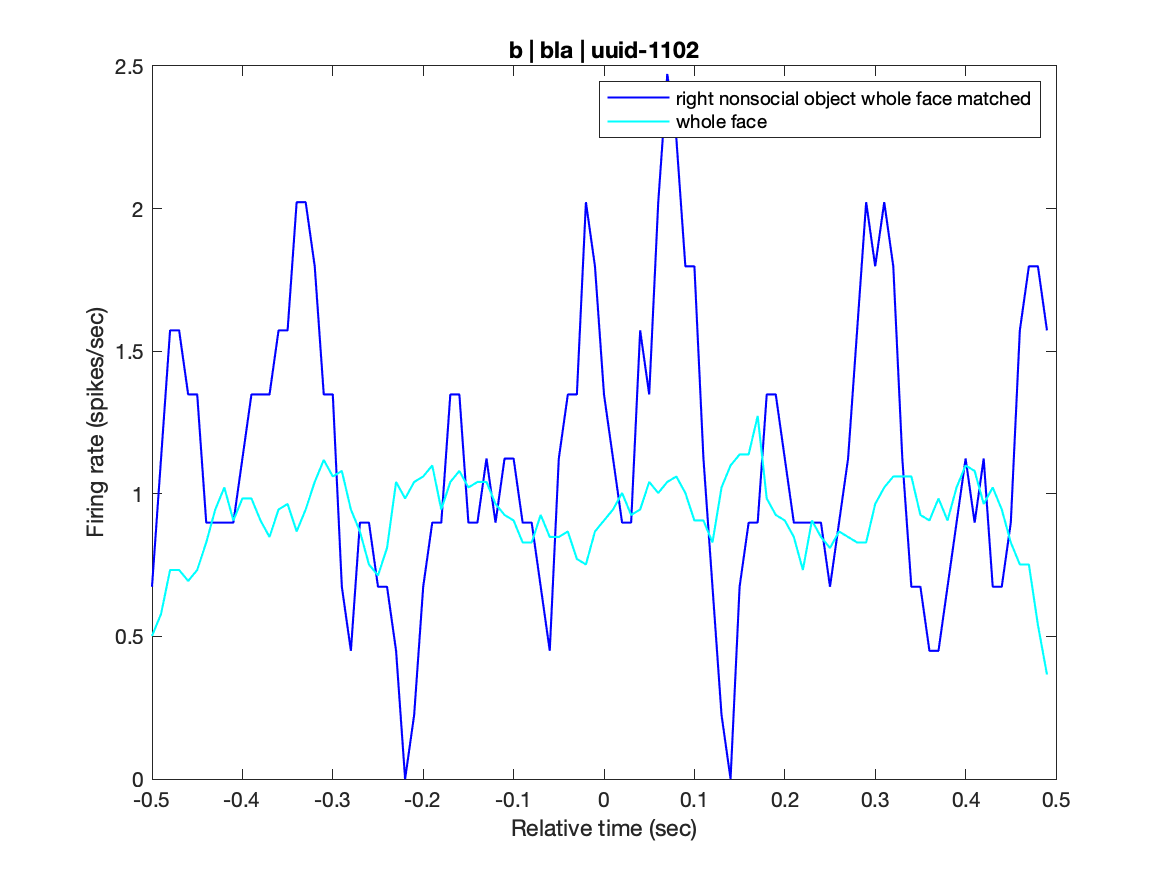 b | bla | uuid-1102
right nonsocial object whole face matched
whole face
Firing rate (spikes/sec)
2.5
2
1.5
1
0.5
0
-0.5 -0.4 -0.3 -0.2 -0.1 0 0.1 0.2 0.3 0.4 0.5
Relative time (sec)